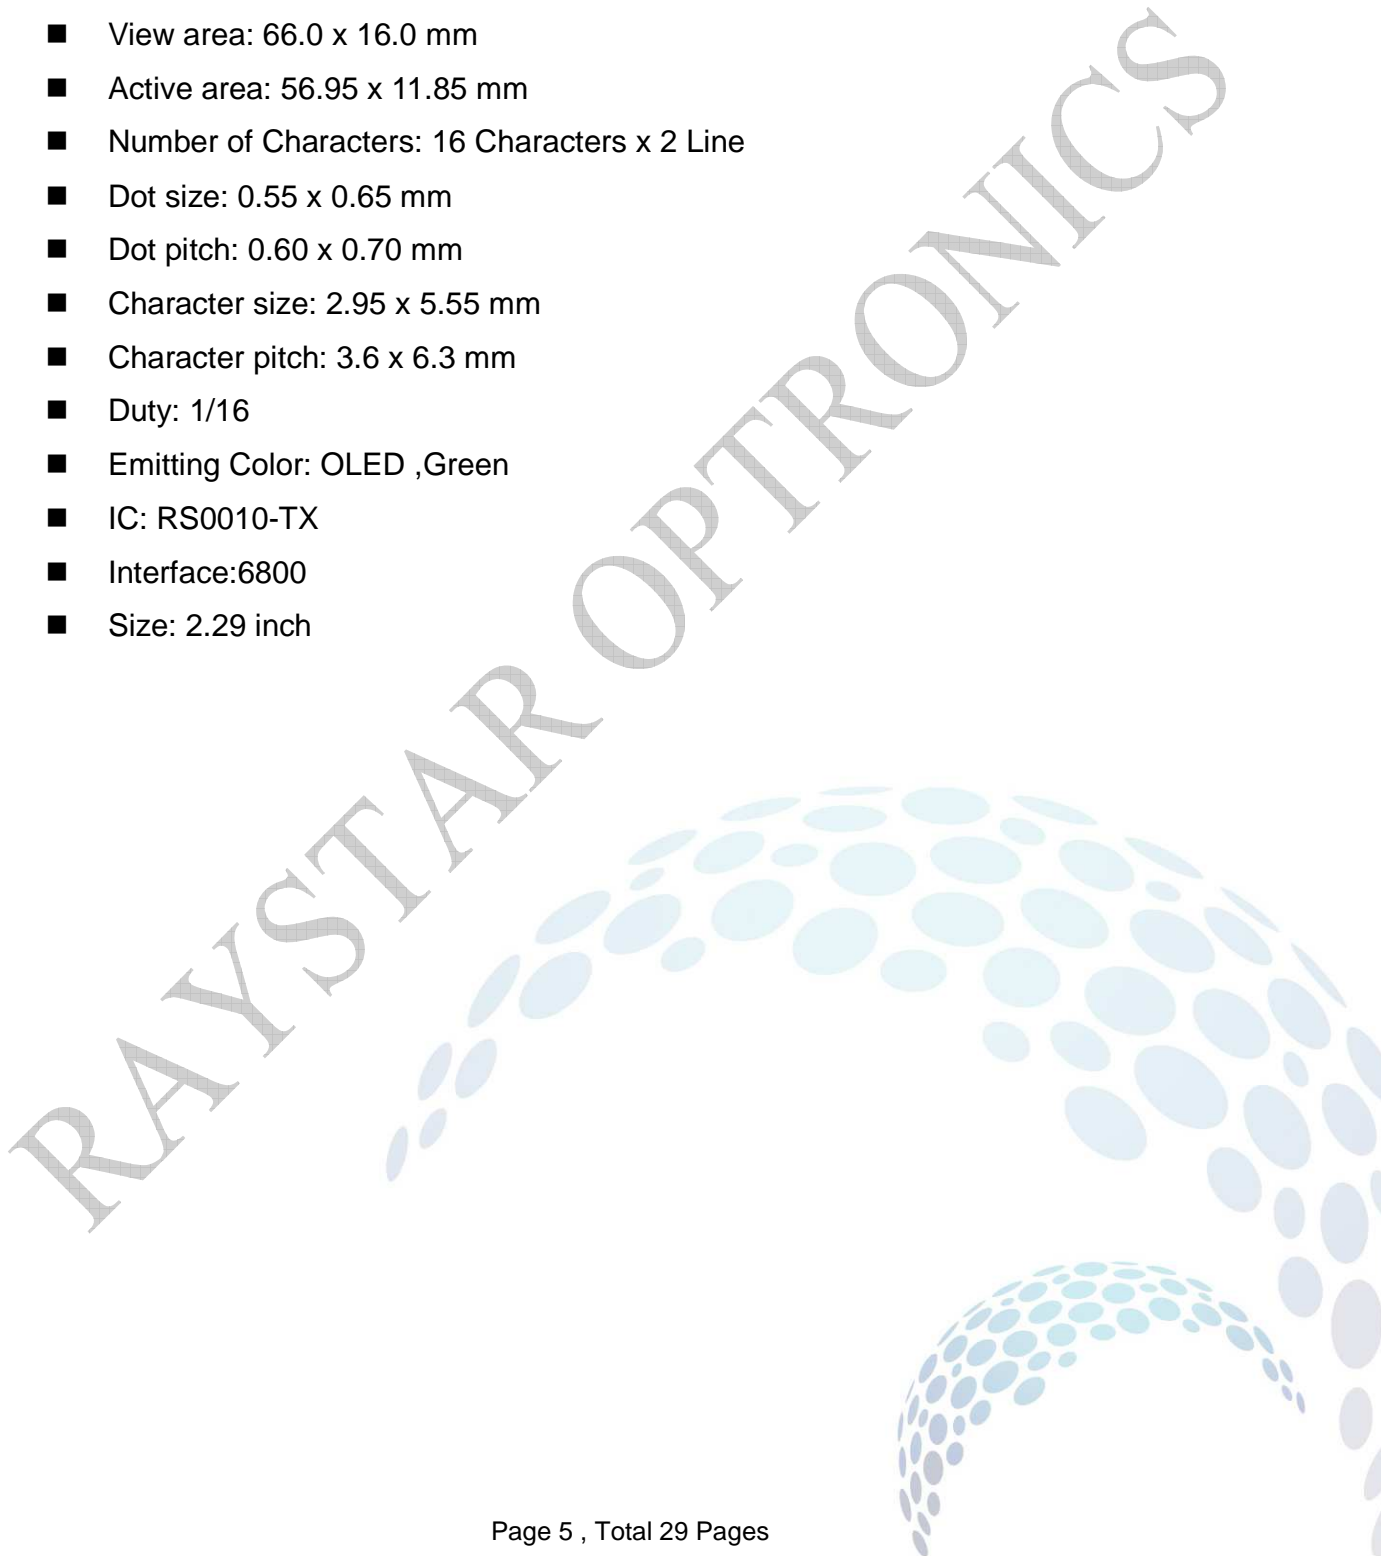 ■ View area: 66.0 x 16.0 mm
■ Active area: 56.95 x 11.85 mm
■ Number of Characters: 16 Characters x 2 Line
■ Dot size: 0.55 x 0.65 mm
■ Dot pitch: 0.60 x 0.70 mm
■ Character size: 2.95 x 5.55 mm
■ Character pitch: 3.6 x 6.3 mm
■ Duty: 1/16
■ Emitting Color: OLED ,Green
■ IC: RS0010-TX
■ Interface:6800
■ Size: 2.29 inch
RAYSTAR OPTRONICS
Page 5 , Total 29 Pages